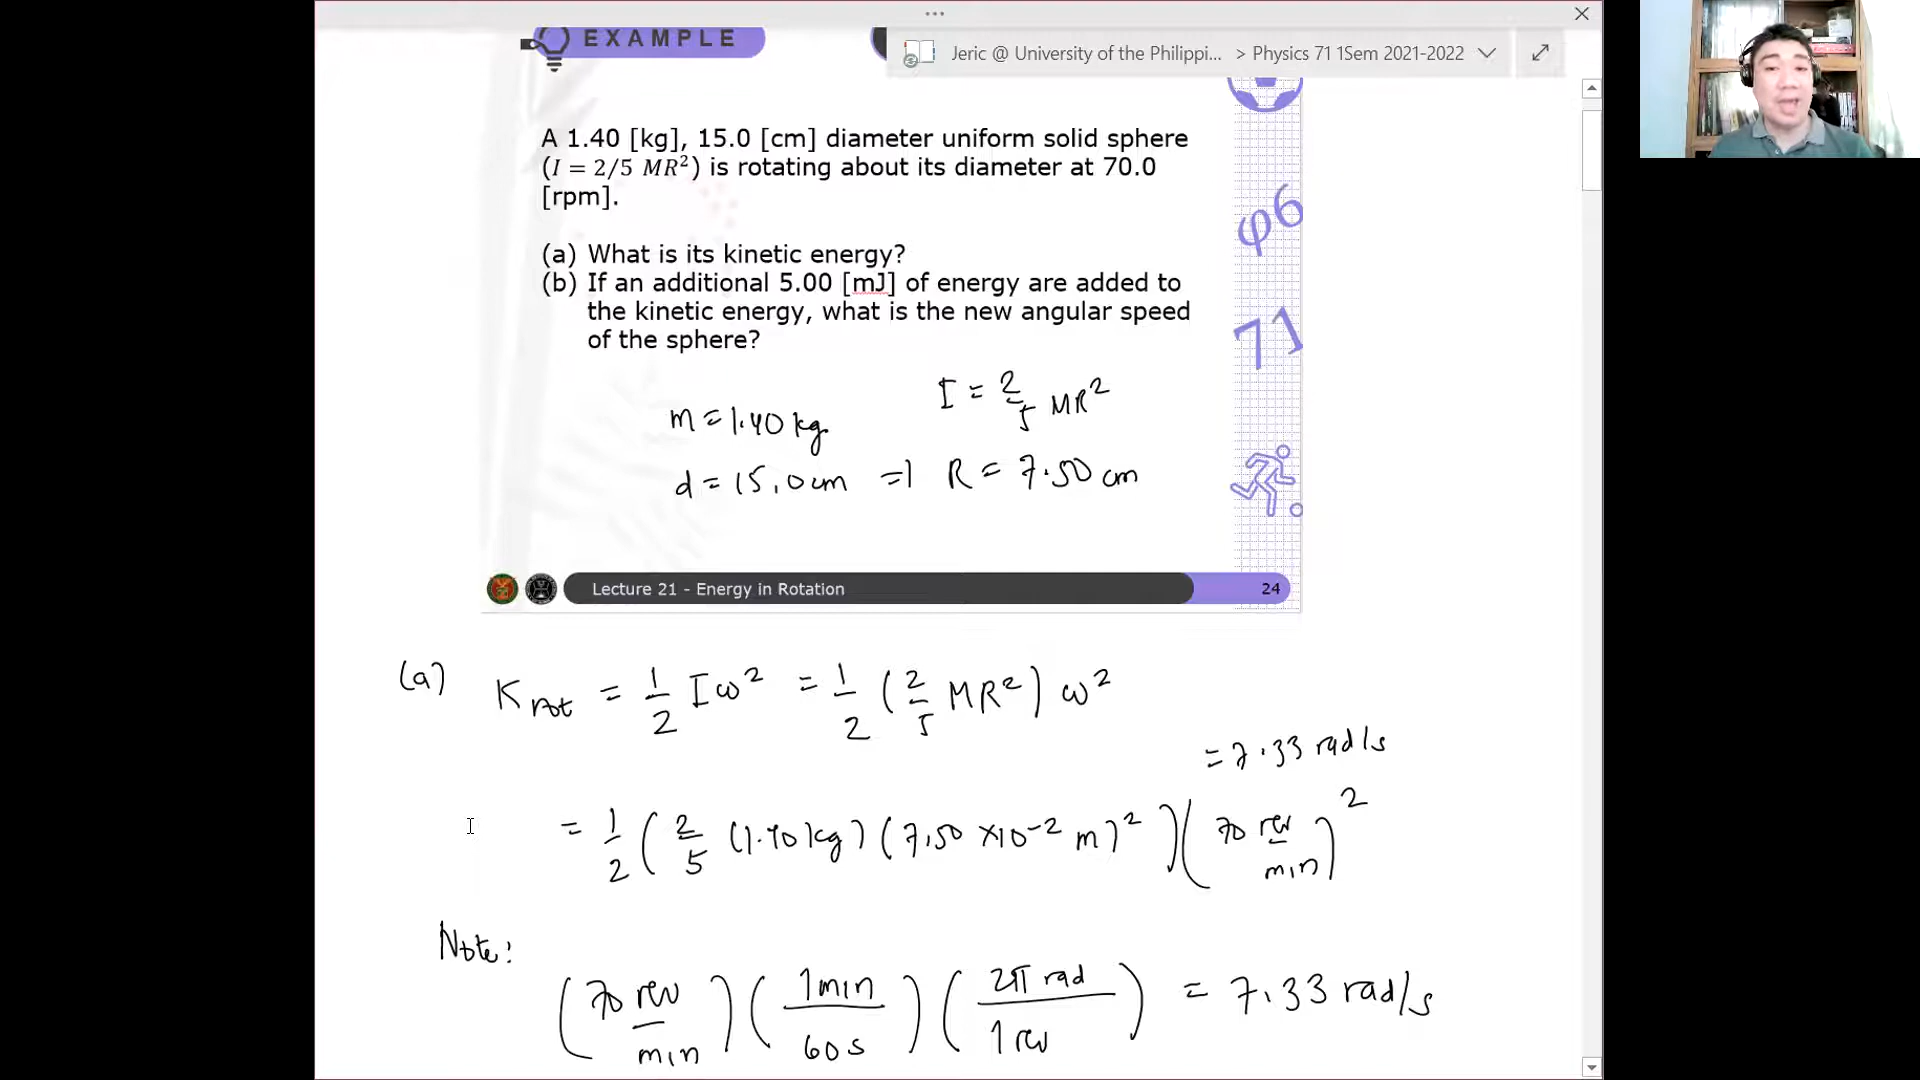 EXAMPLE
Jeric @ University of the Philippi... > Physics 71 1Sem 2021-2022
A 1.40 [kg], 15.0 [cm] diameter uniform solid sphere
(I = 2/5 MR²) is rotating about its diameter at 70.0
[rpm].
(a) What is its kinetic energy?
(b) If an additional 5.00 [mJ] of energy are added to
the kinetic energy, what is the new angular speed
of the sphere?
φ6
71
m = 1.40 kg
I = 2/5 MR²
d = 15.0 cm => R = 7.50 cm
Lecture 21 - Energy in Rotation
24
(a) K rot = 1/2 Iω² = 1/2 (2/5 MR²) ω²
= 7.33 rad/s
= 1/2 (2/5 (1.40 kg) (7.50 ×10⁻² m)²) (70 rev/min)²
Note:
(70 rev/min) (1 min/60 s) (2π rad/1 rev) = 7.33 rad/s